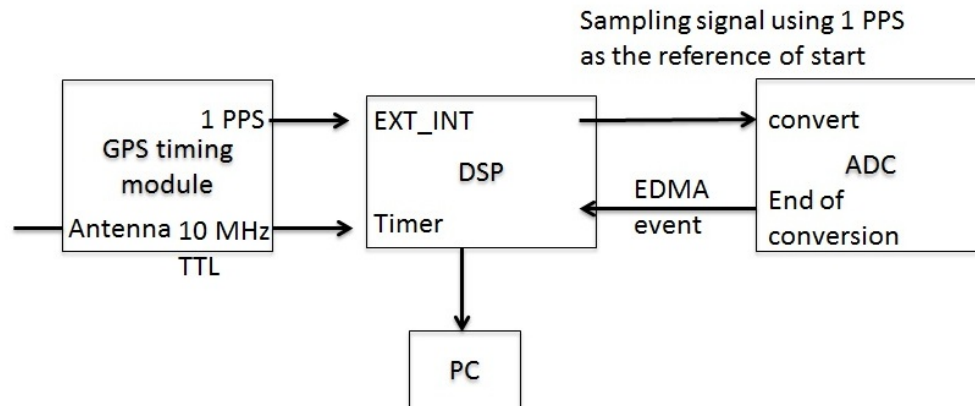 Sampling signal using 1 PPS
as the reference of start
1 PPS
GPS timing
module
Antenna
10 MHz
TTL
EXT_INT
DSP
Timer
convert
ADC
EDMA
event
End of
conversion
PC